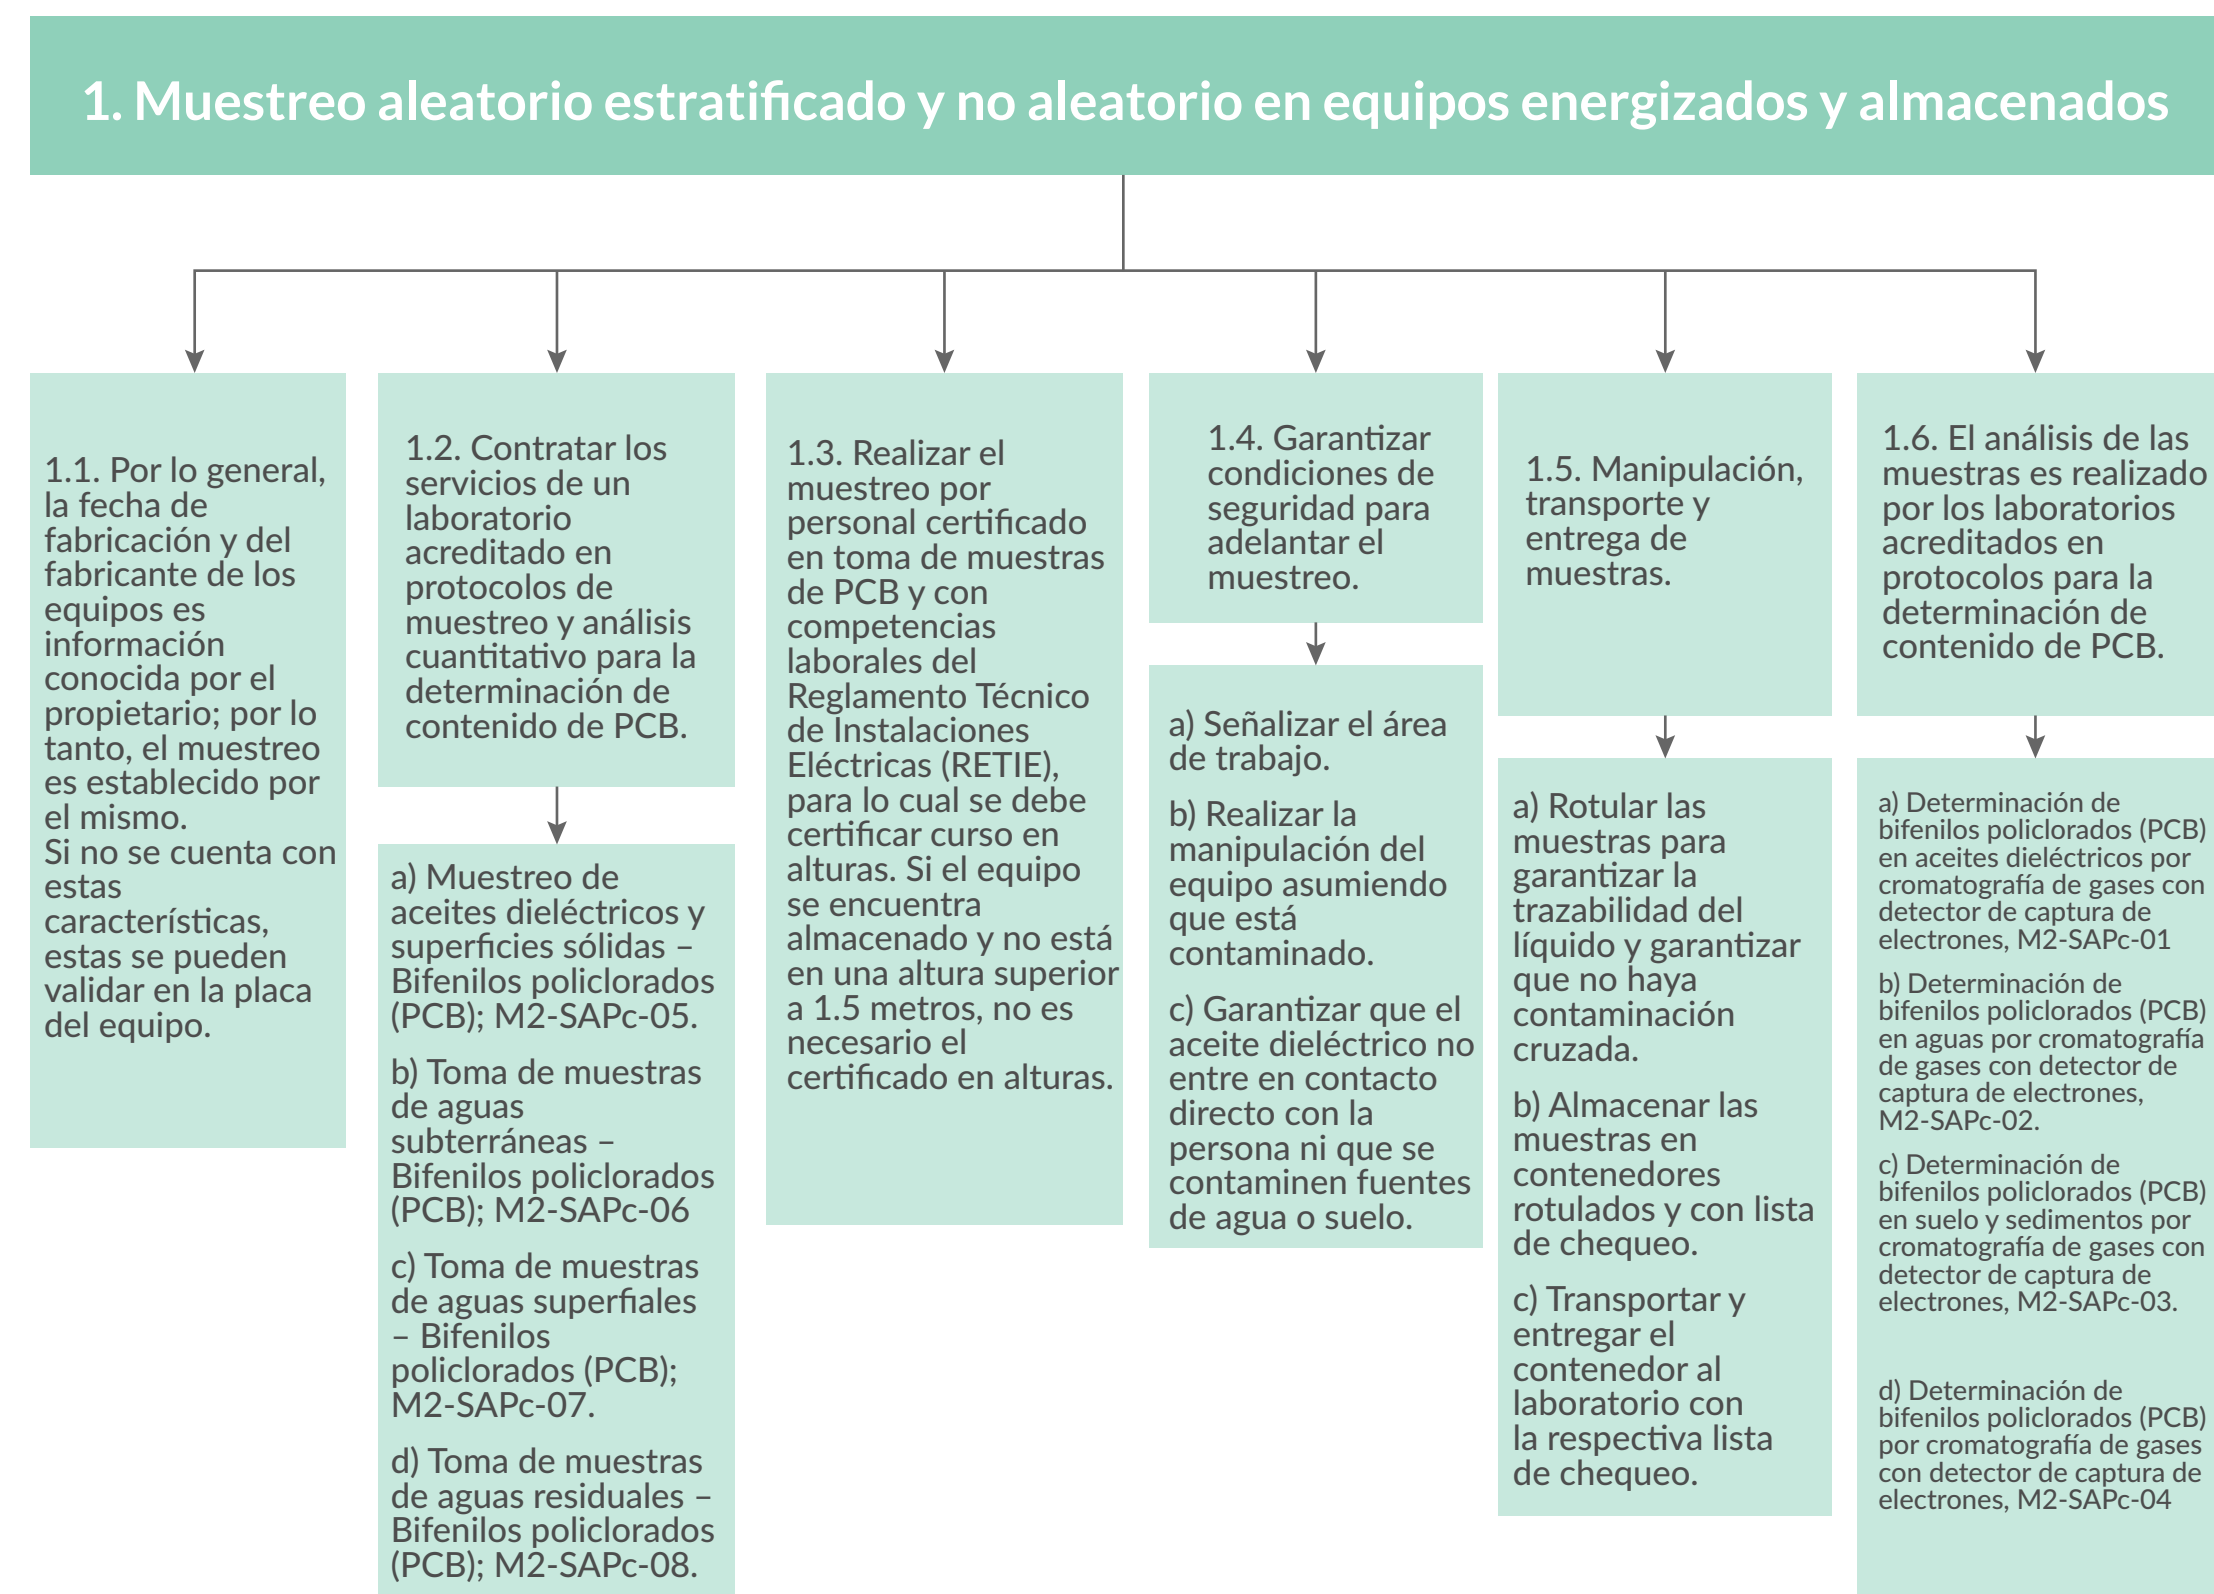 1. Muestreo aleatorio estratificado y no aleatorio en equipos energizados y almacenados
1.1. Por lo general,
la fecha de
fabricación y del
fabricante de los
equipos es
información
conocida por el
propietario; por lo
tanto, el muestreo
es establecido por
el mismo.
Si no se cuenta con
estas
características,
estas se pueden
validar en la placa
del equipo.
1.2. Contratar los
servicios de un
laboratorio
acreditado en
protocolos de
muestreo y análisis
cuantitativo para la
determinación de
contenido de PCB.
a) Muestreo de
aceites dieléctricos y
superficies sólidas –
Bifenilos policlorados
(PCB); M2-SAPc-05.
b) Toma de muestras
de aguas
subterráneas –
Bifenilos policlorados
(PCB); M2-SAPc-06
c) Toma de muestras
de aguas superfiales
– Bifenilos
policlorados (PCB);
M2-SAPc-07.
d) Toma de muestras
de aguas residuales –
Bifenilos policlorados
(PCB); M2-SAPc-08.
1.3. Realizar el
muestreo por
personal certificado
en toma de muestras
de PCB y con
competencias
laborales del
Reglamento Técnico
de Instalaciones
Eléctricas (RETIE),
para lo cual se debe
certificar curso en
alturas. Si el equipo
se encuentra
almacenado y no está
en una altura superior
a 1.5 metros, no es
necesario el
certificado en alturas.
1.4. Garantizar
condiciones de
seguridad para
adelantar el
muestreo.
a) Señalizar el área
de trabajo.
b) Realizar la
manipulación del
equipo asumiendo
que está
contaminado.
c) Garantizar que el
aceite dieléctrico no
entre en contacto
directo con la
persona ni que se
contaminen fuentes
de agua o suelo.
1.5. Manipulación,
transporte y
entrega de
muestras.
a) Rotular las
muestras para
garantizar la
trazabilidad del
líquido y garantizar
que no haya
contaminación
cruzada.
b) Almacenar las
muestras en
contenedores
rotulados y con lista
de chequeo.
c) Transportar y
entregar el
contenedor al
laboratorio con
la respectiva lista
de chequeo.
1.6. El análisis de las
muestras es realizado
por los laboratorios
acreditados en
protocolos para la
determinación de
contenido de PCB.
a) Determinación de
bifenilos policlorados (PCB)
en aceites dieléctricos por
cromatografía de gases con
detector de captura de
electrones, M2-SAPc-01
b) Determinación de
bifenilos policlorados (PCB)
en aguas por cromatografía
de gases con detector de
captura de electrones,
M2-SAPc-02.
c) Determinación de
bifenilos policlorados (PCB)
en suelo y sedimentos por
cromatografía de gases con
detector de captura de
electrones, M2-SAPc-03.
d) Determinación de
bifenilos policlorados (PCB)
por cromatografía de gases
con detector de captura de
electrones, M2-SAPc-04